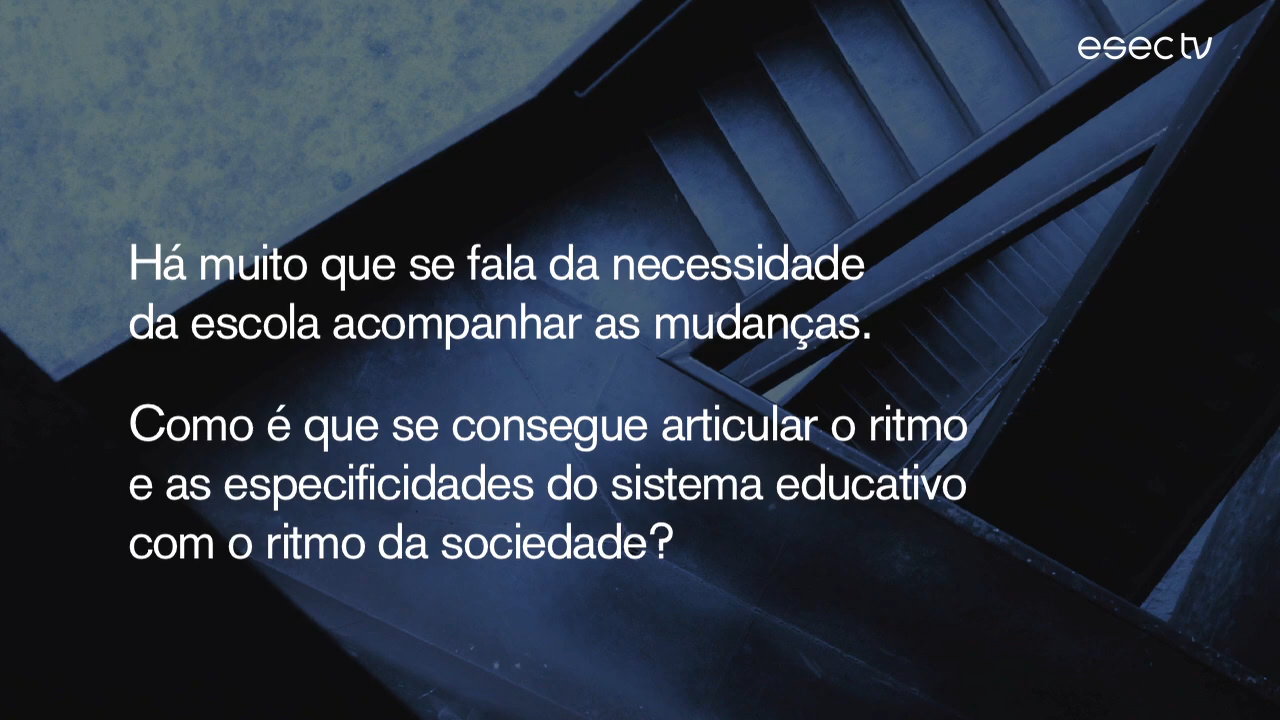 esec tv
Há muito que se fala da necessidade
da escola acompanhar as mudanças.
Como é que se consegue articular o ritmo
e as especificidades do sistema educativo
com o ritmo da sociedade?